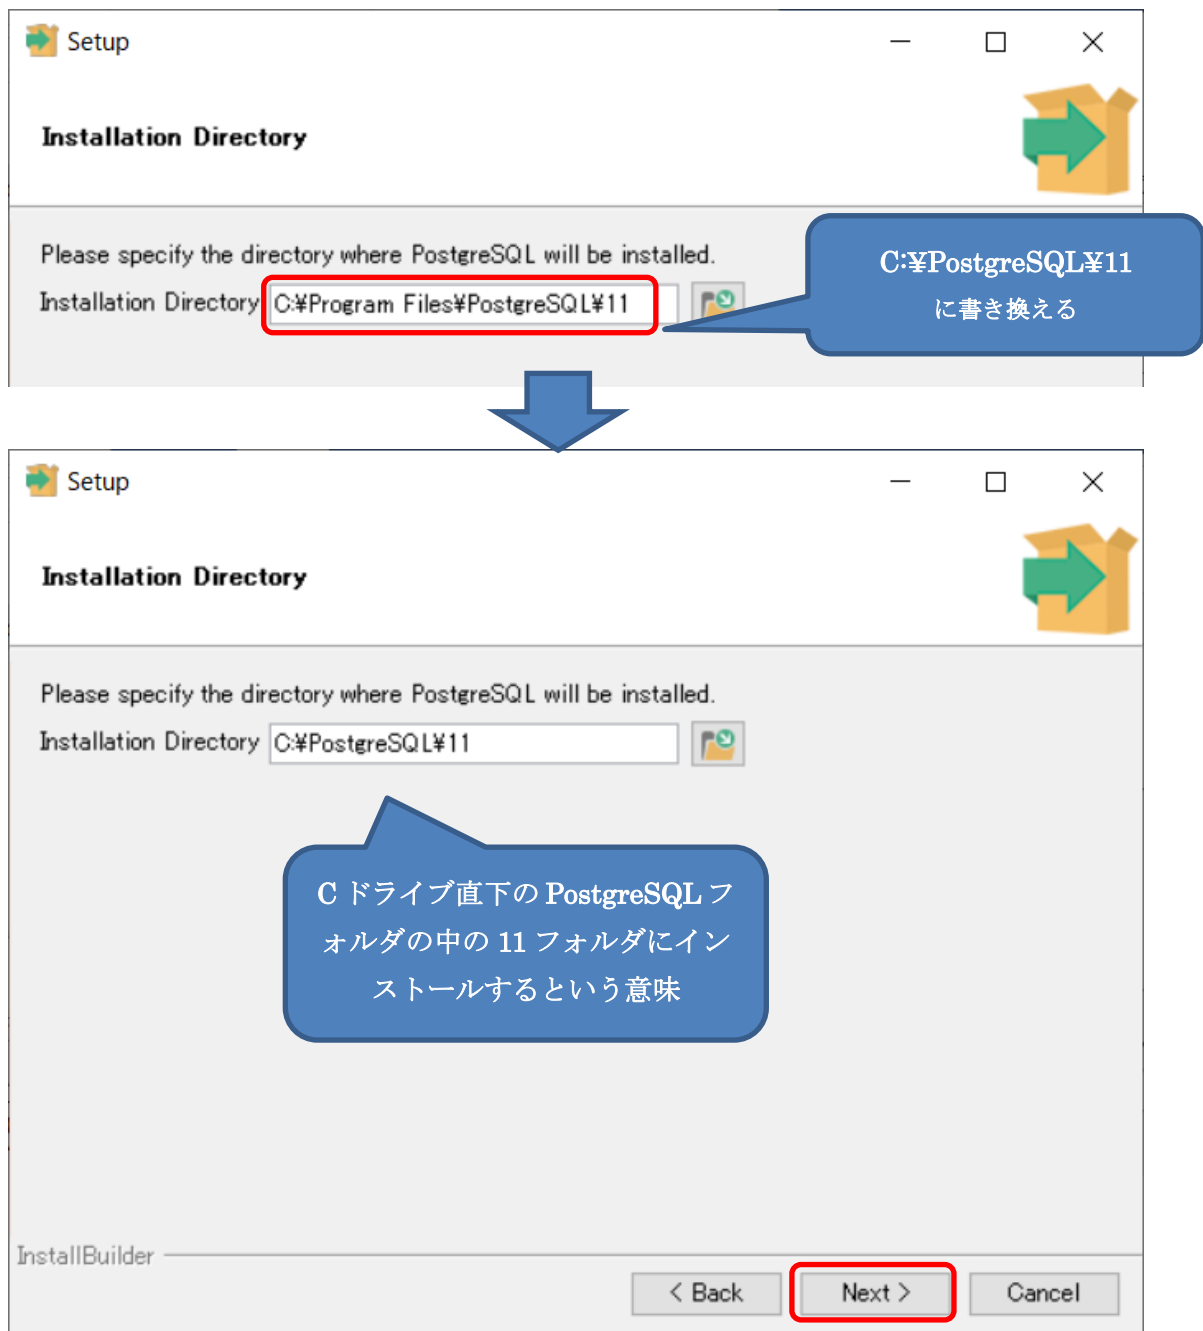 Setup
Installation Directory
Please specify the directory where PostgreSQL will be installed.
Installation Directory C:¥Program Files¥PostgreSQL¥11
C:¥PostgreSQL¥11
に書き換える
Setup
Installation Directory
Please specify the directory where PostgreSQL will be installed.
Installation Directory C:¥PostgreSQL¥11
C ドライブ直下の PostgreSQL フ
ォルダの中の 11 フォルダにイン
ストールするという意味
InstallBuilder
< Back Next > Cancel